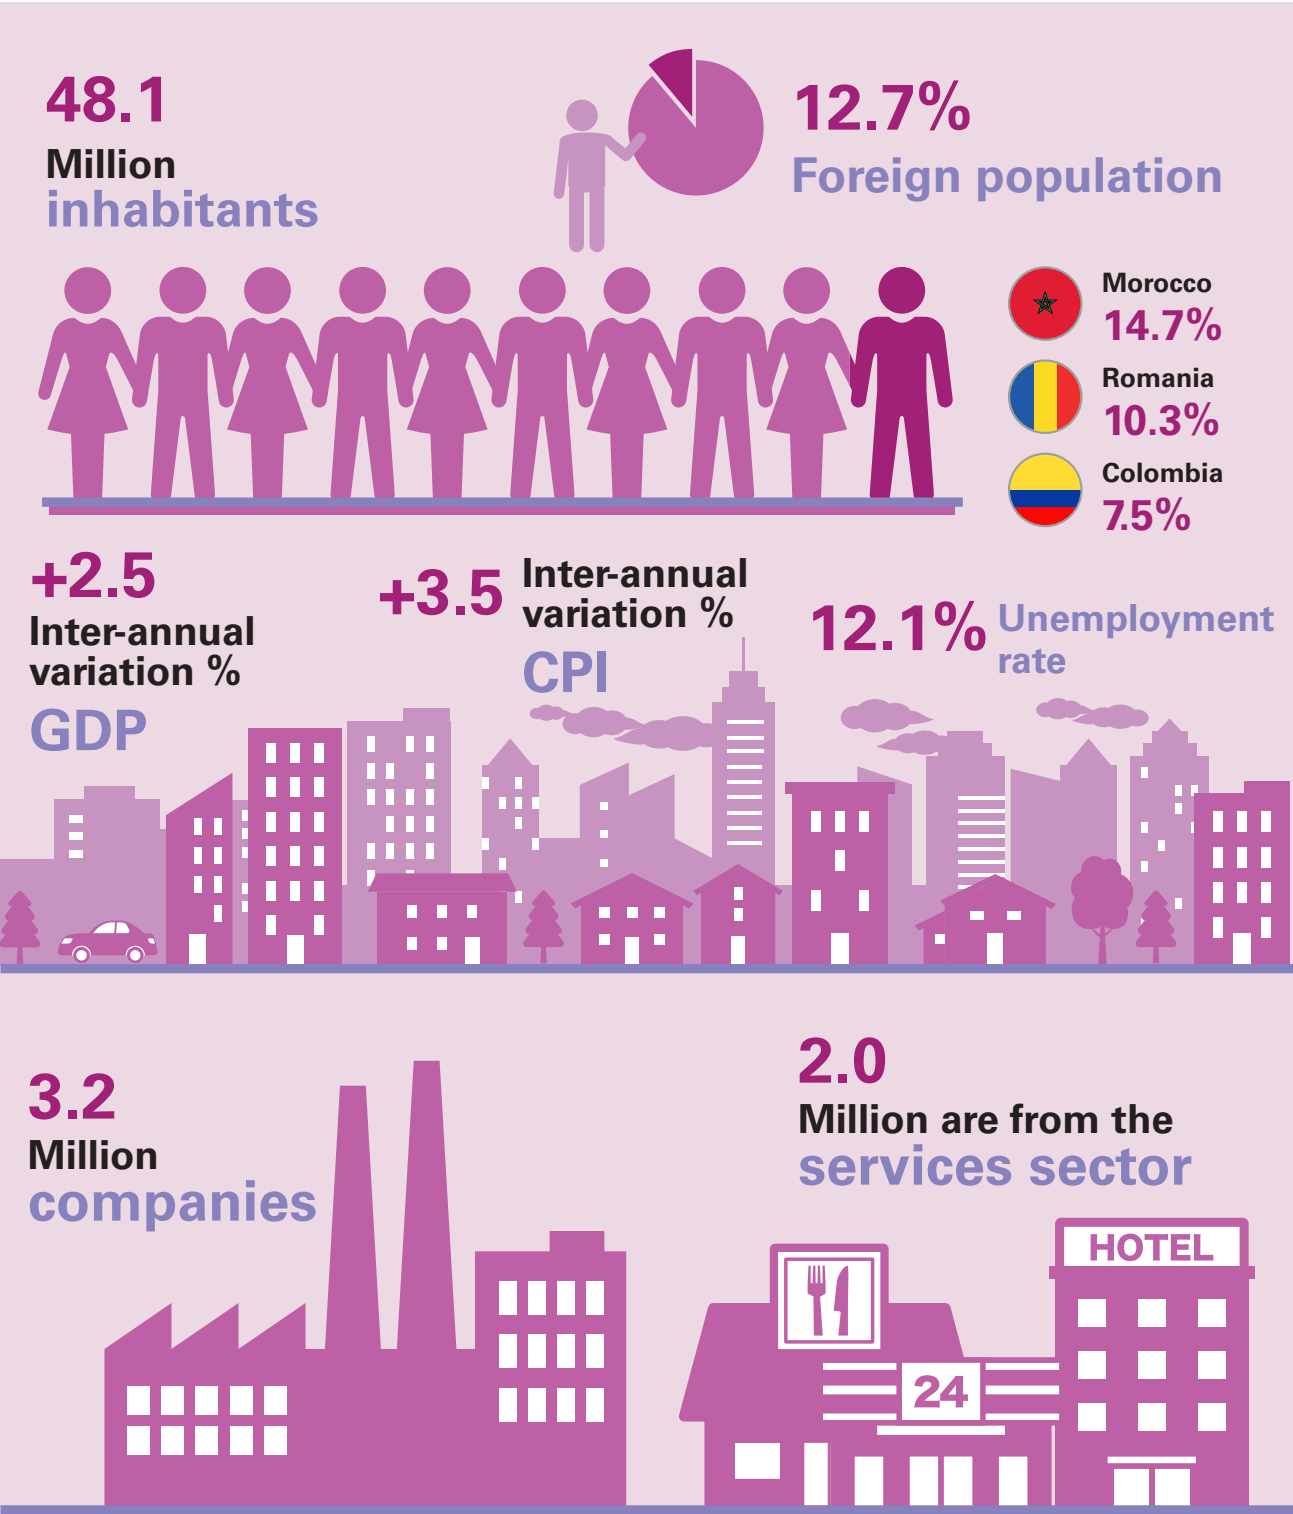 48.1
Million
inhabitants
12.7%
Foreign population
Morocco
14.7%
Romania
10.3%
Colombia
7.5%
+2.5
Inter-annual
variation %
GDP
+3.5
Inter-annual
variation %
CPI
12.1%
Unemployment
rate
3.2
Million
companies
2.0
Million are from the
services sector
HOTEL
24